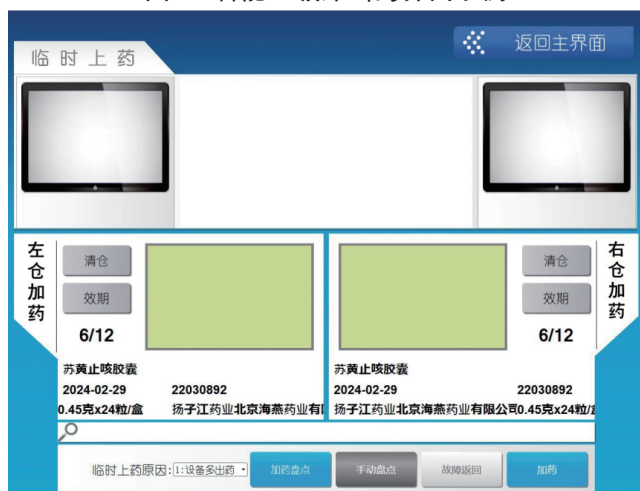 临时上药
返回主界面
左仓加药
清仓
效期
6/12
清仓
效期
6/12
右仓加药
苏黄止咳胶囊
2024-02-29 22030892
0.45克x24粒/盒 扬子江药业北京海燕药业有
苏黄止咳胶囊
2024-02-29 22030892
扬子江药业北京海燕药业有限公司0.45克x24粒/
临时上药原因: 1:设备多出药 加药盘点 手动盘点 故障返回 加药